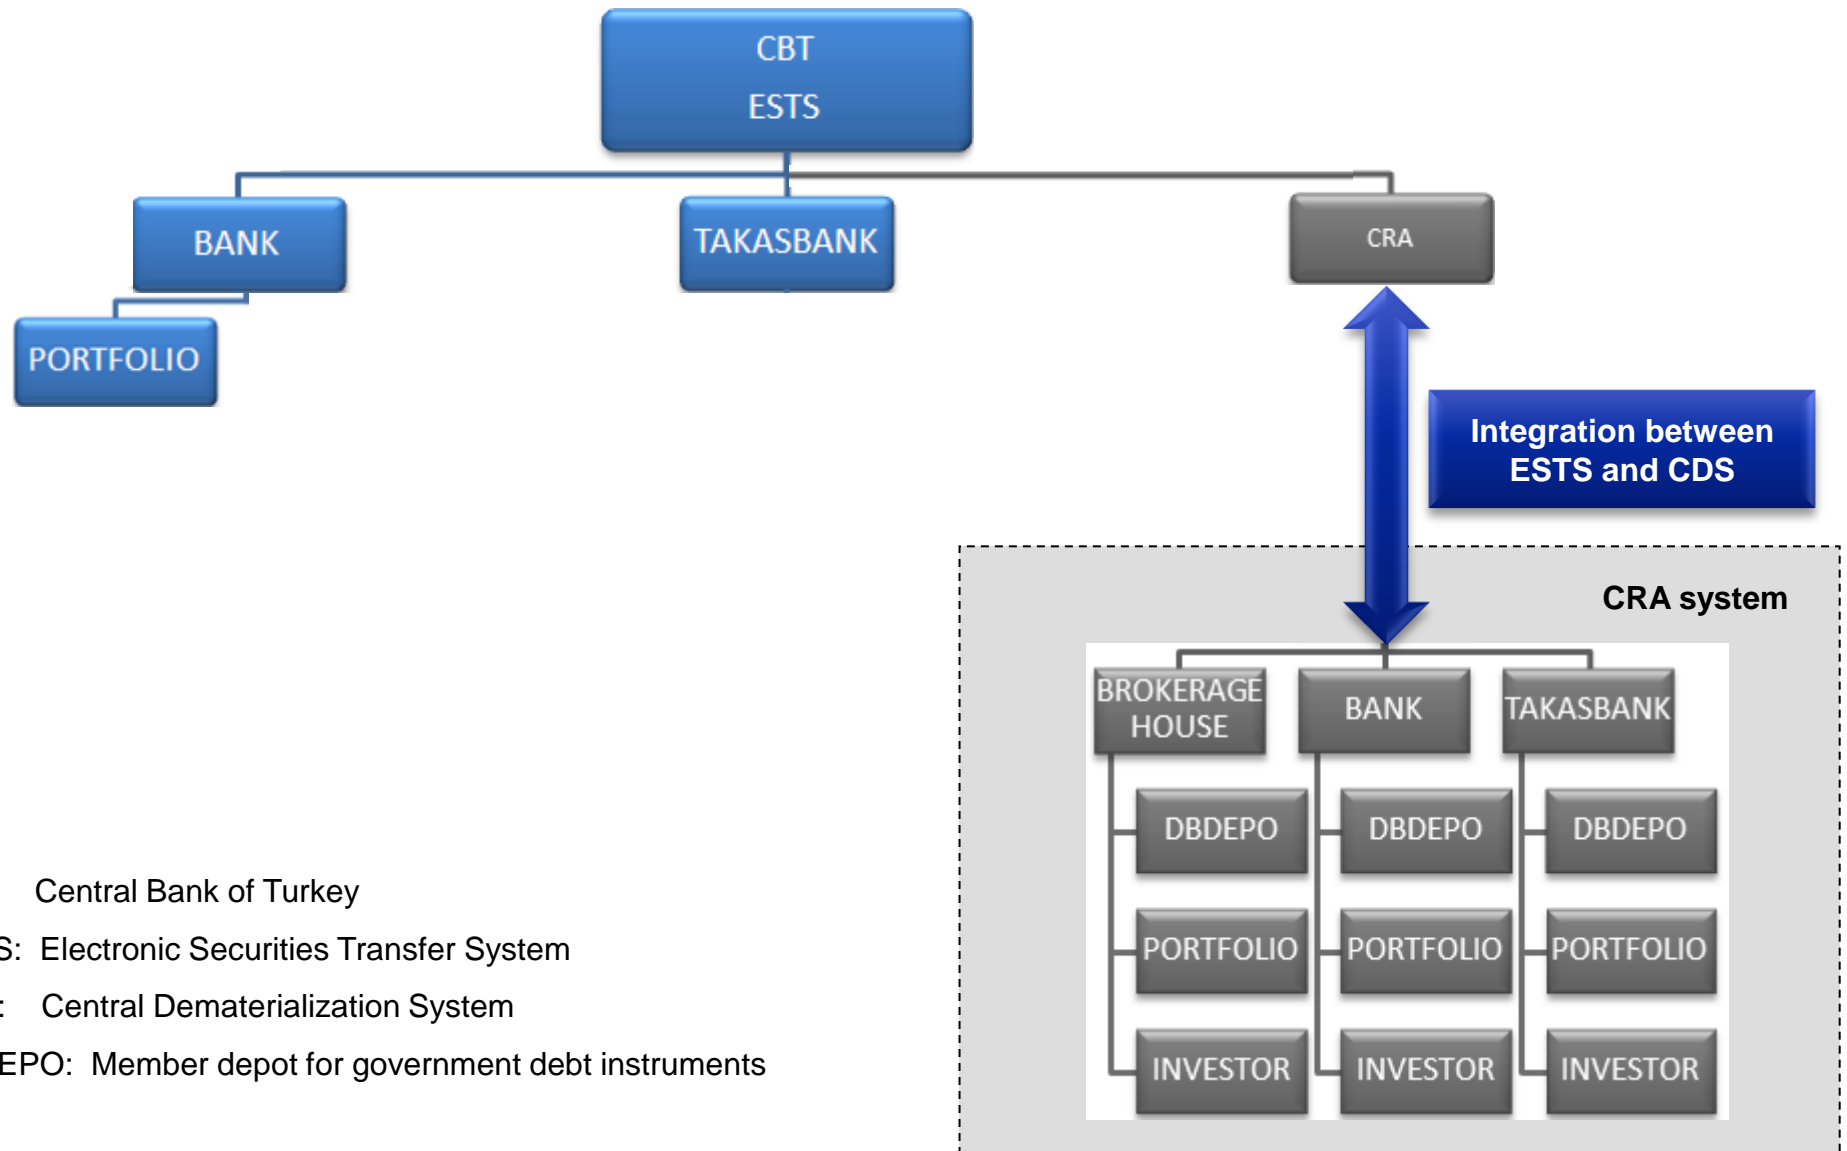 CBT
ESTS
BANK
TAKASBANK
CRA
PORTFOLIO
Integration between
ESTS and CDS
CRA system
BROKERAGE
HOUSE
BANK
TAKASBANK
DBDEPO
DBDEPO
DBDEPO
PORTFOLIO
PORTFOLIO
PORTFOLIO
INVESTOR
INVESTOR
INVESTOR
Central Bank of Turkey
S: Electronic Securities Transfer System
: Central Dematerialization System
EPO: Member depot for government debt instruments